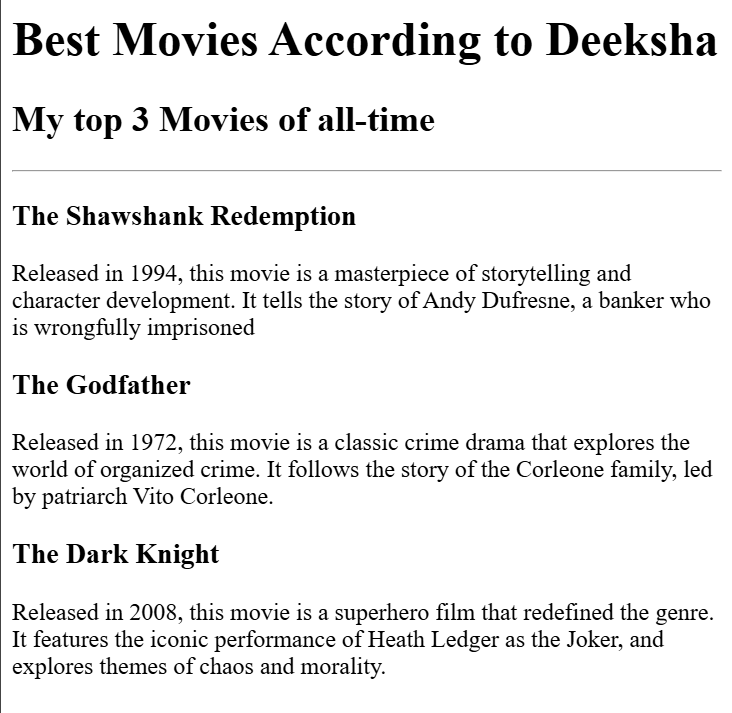 Best Movies According to Deeksha
My top 3 Movies of all-time
The Shawshank Redemption
Released in 1994, this movie is a masterpiece of storytelling and
character development. It tells the story of Andy Dufresne, a banker who
is wrongfully imprisoned
The Godfather
Released in 1972, this movie is a classic crime drama that explores the
world of organized crime. It follows the story of the Corleone family, led
by patriarch Vito Corleone.
The Dark Knight
Released in 2008, this movie is a superhero film that redefined the genre.
It features the iconic performance of Heath Ledger as the Joker, and
explores themes of chaos and morality.